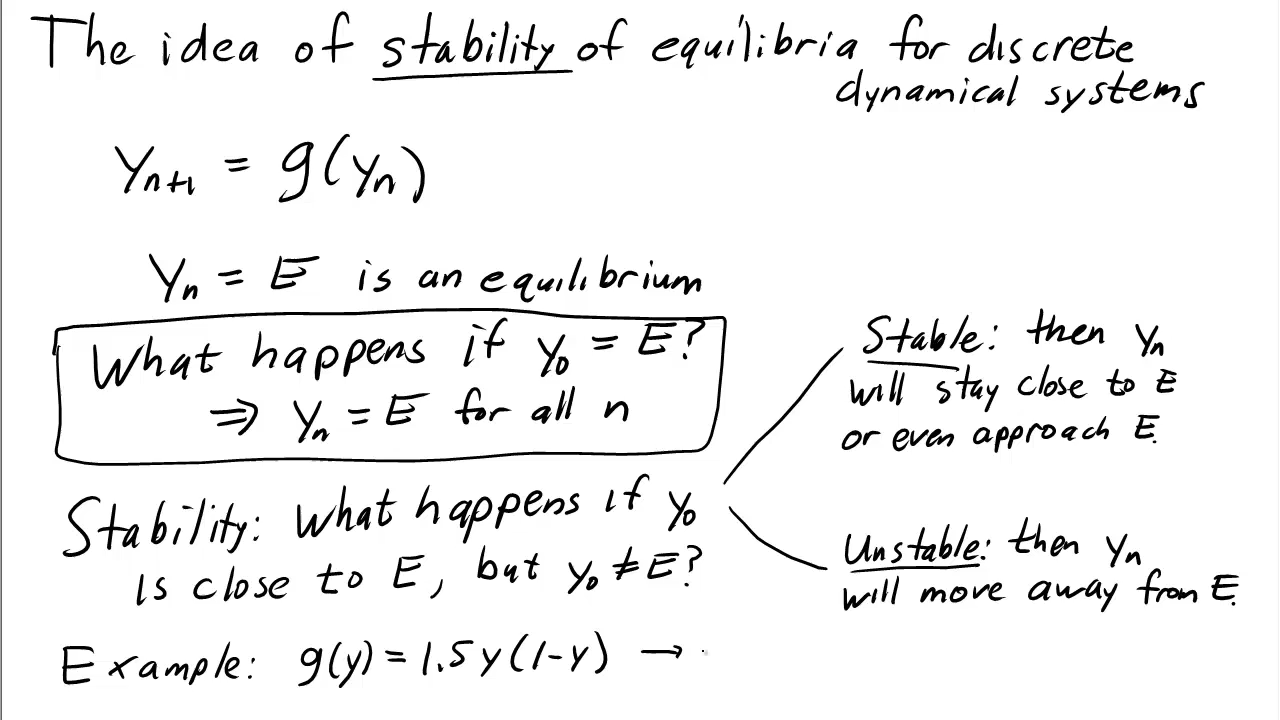 The idea of stability of equilibria for discrete
dynamical systems
yₙ₊₁ = g(yₙ)
yₙ = E is an equilibrium
What happens if y₀ = E?
⇒ yₙ = E for all n
Stability: What happens if y₀
is close to E, but y₀ ≠ E?
Stable: then yₙ
will stay close to E
or even approach E.
Unstable: then yₙ
will move away from E.
Example: g(y) = 1.5y(1-y) →